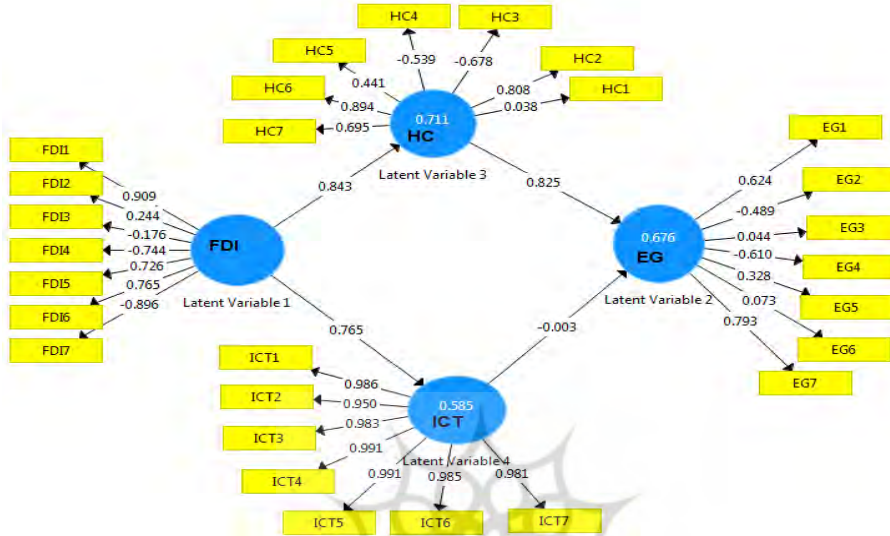 HC4
HC3
HC5
-0.539
-0.678
HC2
HC6
0.441
0.808
HC1
0.894
0.038
HC7
0.695
0.711
HC
Latent Variable 3
EG1
FDI1
FDI2
0.909
0.843
0.825
0.624
EG2
FDI3
0.244
-0.489
FDI4
-0.176
FDI
0.676
0.044
EG3
-0.744
EG
-0.610
EG4
FDI5
0.726
0.328
FDI6
0.765
Latent Variable 1
Latent Variable 2
0.073
EG5
-0.896
0.793
FDI7
0.765
-0.003
EG6
ICT1
0.986
EG7
ICT2
0.950
0.585
ICT3
0.983
ICT
ICT4
0.991
Latent Variable 4
0.991
0.985
0.981
ICT5
ICT6
ICT7